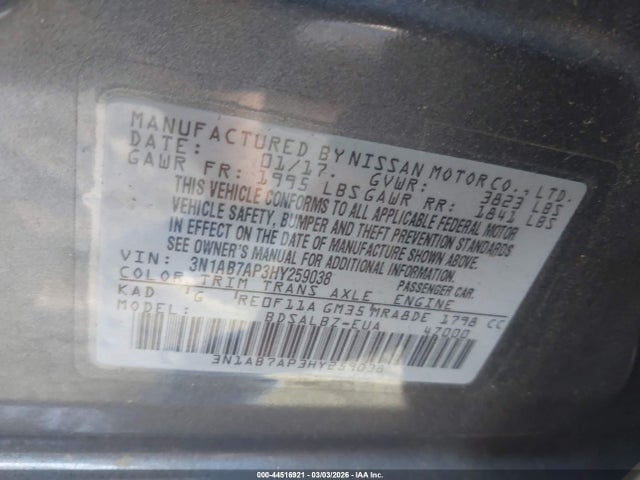 MANUFACTURED BY NISSAN MOTOR CO., LTD.
DATE: 01/17. GVWR: 3823 LBS
GAWR FR: 1995 LBS GAWR RR: 1841 LBS
THIS VEHICLE CONFORMS TO ALL APPLICABLE FEDERAL MOTOR
VEHICLE SAFETY, BUMPER AND THEFT PREVENTION STANDARDS
IN EFFECT ON THE DATE OF MANUFACTURE SHOWN ABOVE.
SEE OWNER'S MANUAL FOR ADDITIONAL INFORMATION.
VIN: 3N1AB7AP3HY259038 PASSENGER CAR.
COLOR TRIM TRANS AXLE ENGINE
KAD G RE0F11A GM35 MRA8DE 1798 CC
MODEL: BDSALBZ-EUA 47000
3N1AB7AP3HY259038
000-44516921 - 03/03/2026 - IAA Inc.